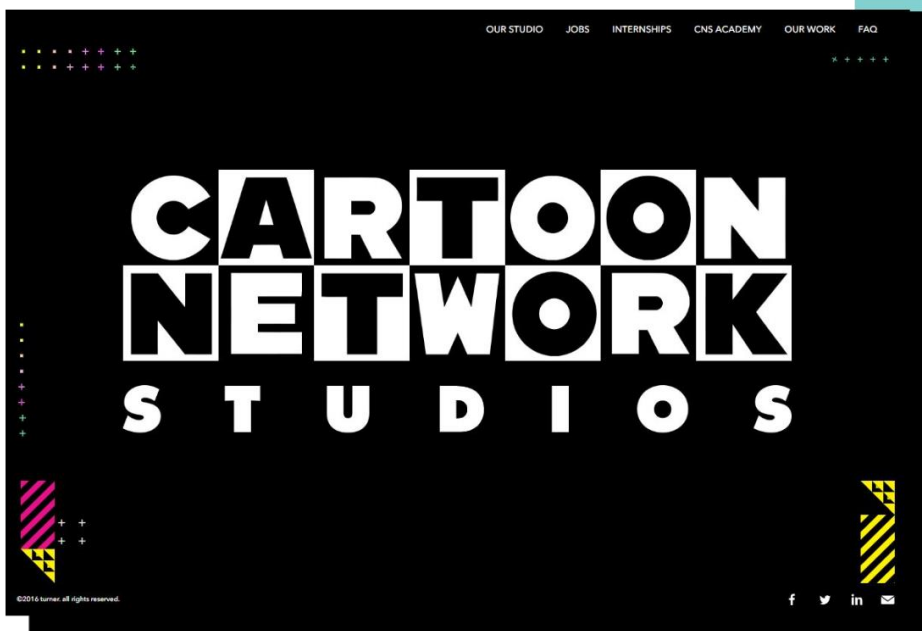 OUR STUDIO JOBS INTERNSHIPS CNS ACADEMY OUR WORK FAQ
CARTOON
NETWORK
STUDIOS
©2016 turner. all rights reserved.